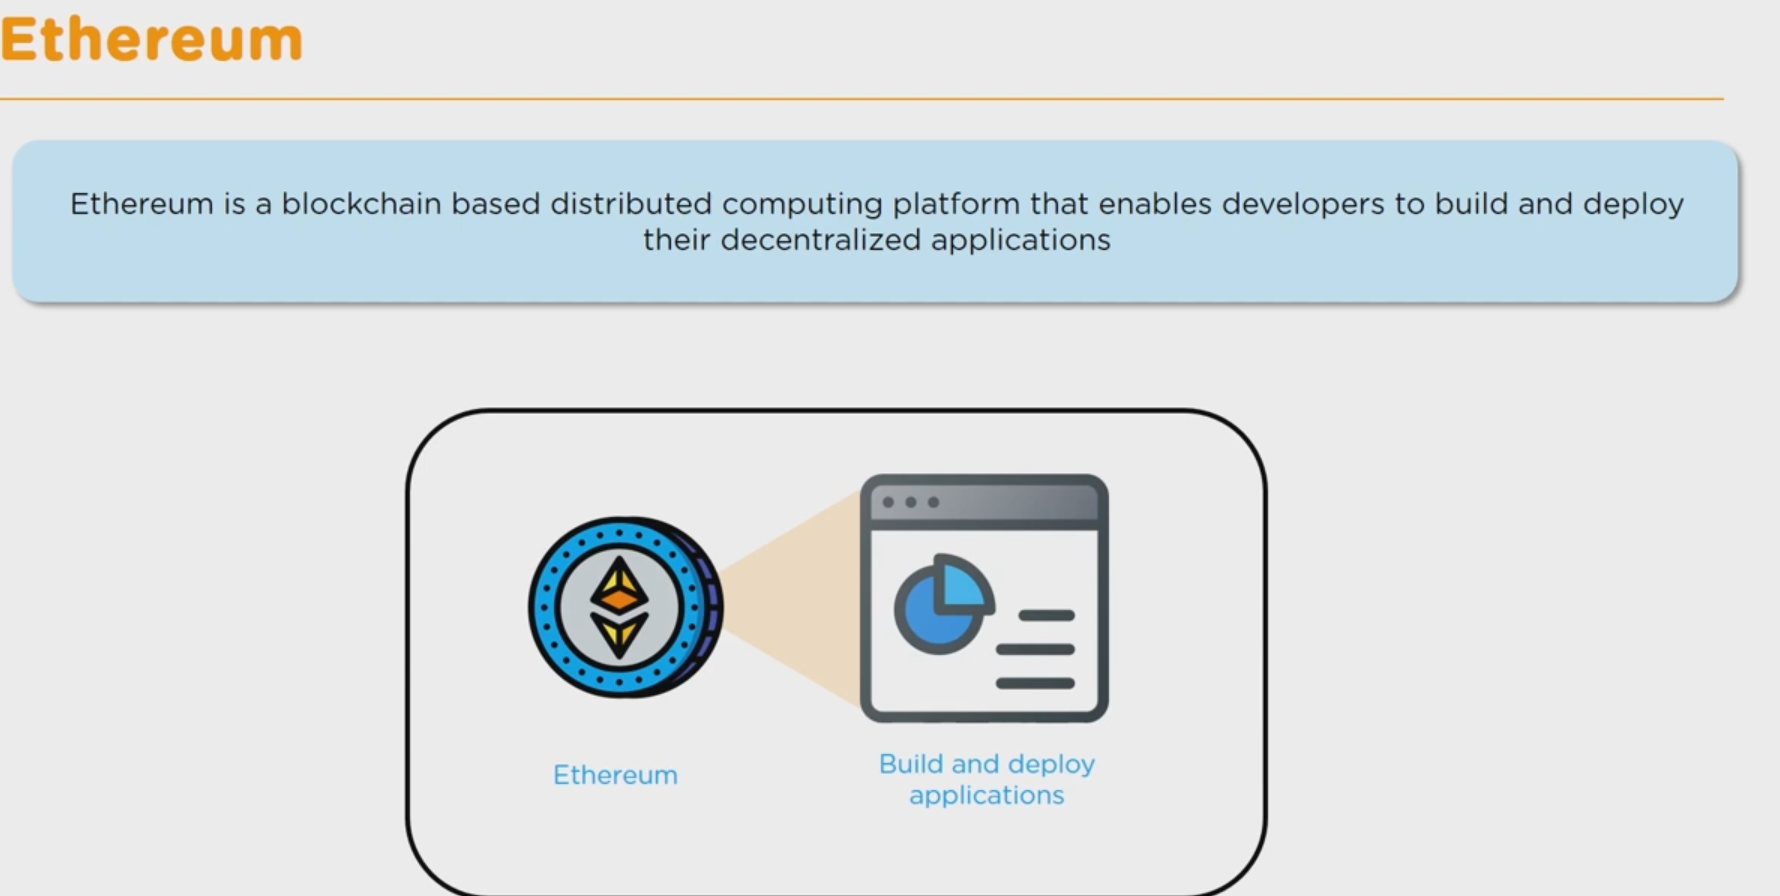 Ethereum
Ethereum is a blockchain based distributed computing platform that enables developers to build and deploy
their decentralized applications
Ethereum
Build and deploy
applications